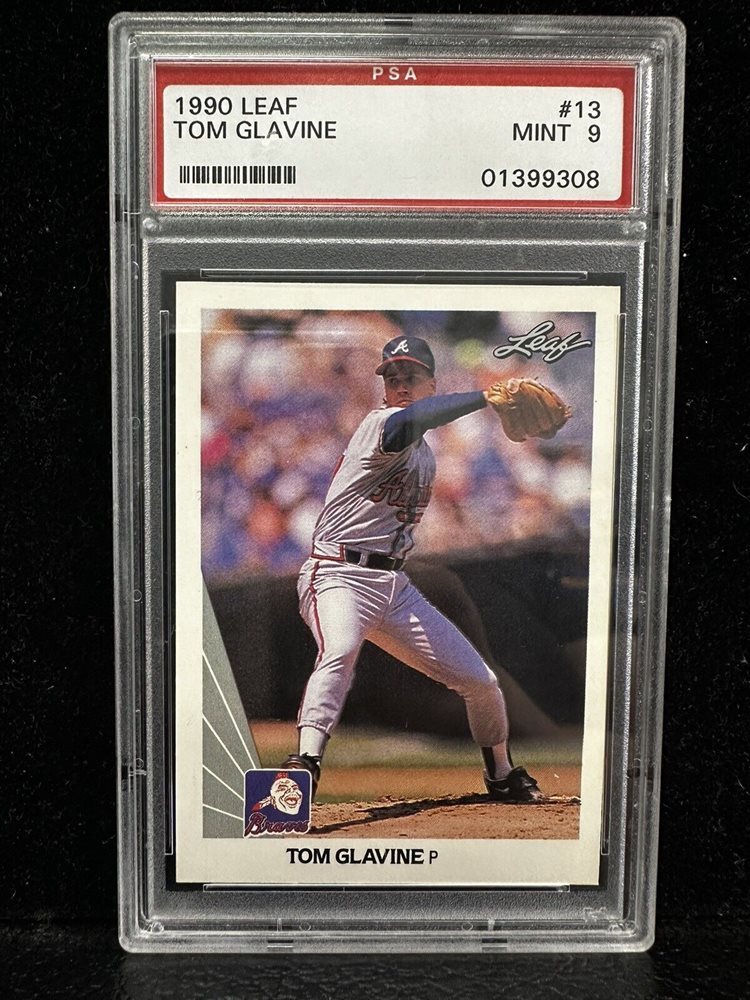 PSA
1990 LEAF #13
TOM GLAVINE MINT 9
01399308
A
Leaf
Braves
TOM GLAVINE P